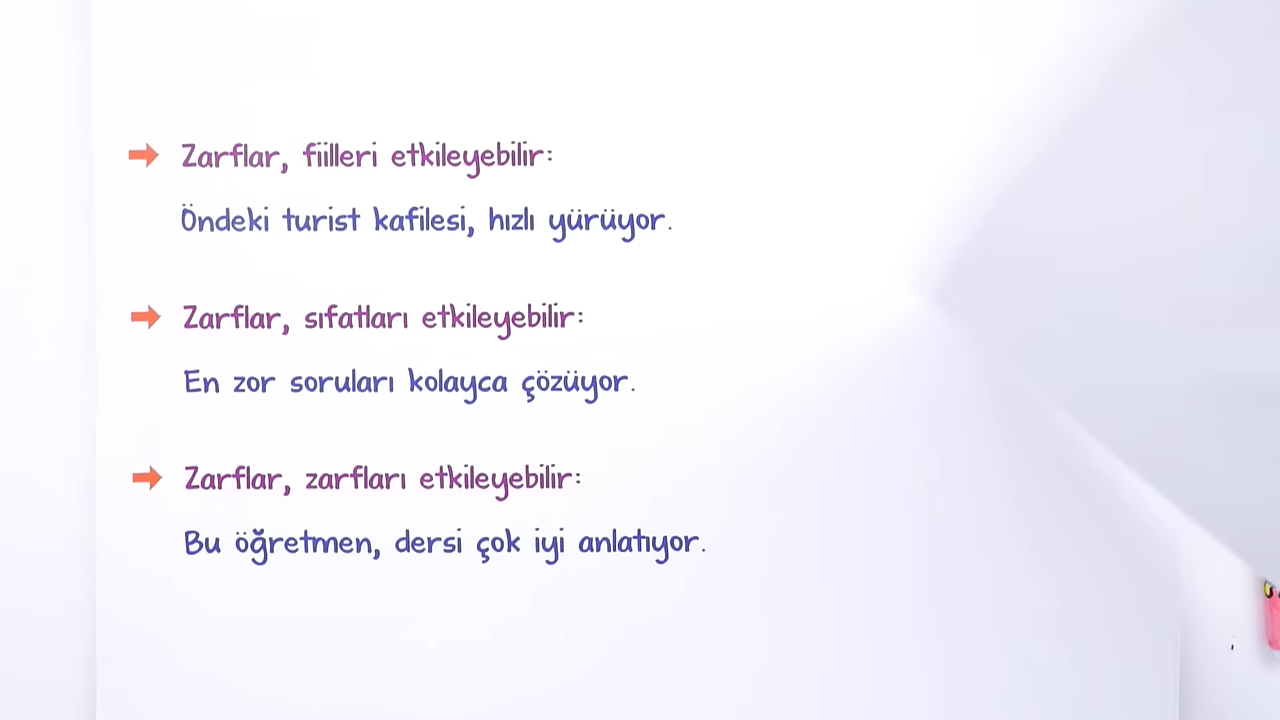 Zarflar, fiilleri etkileyebilir:
Öndeki turist kafilesi, hızlı yürüyor.
Zarflar, sıfatları etkileyebilir:
En zor soruları kolayca çözüyor.
Zarflar, zarfları etkileyebilir:
Bu öğretmen, dersi çok iyi anlatıyor.